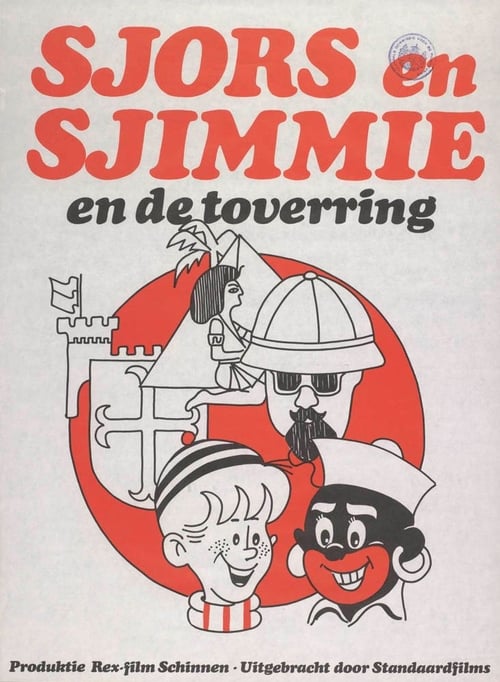 SJORS en
SJIMMIE
en de toverring
Produktie Rex-film Schinnen · Uitgebracht door Standaardfilms